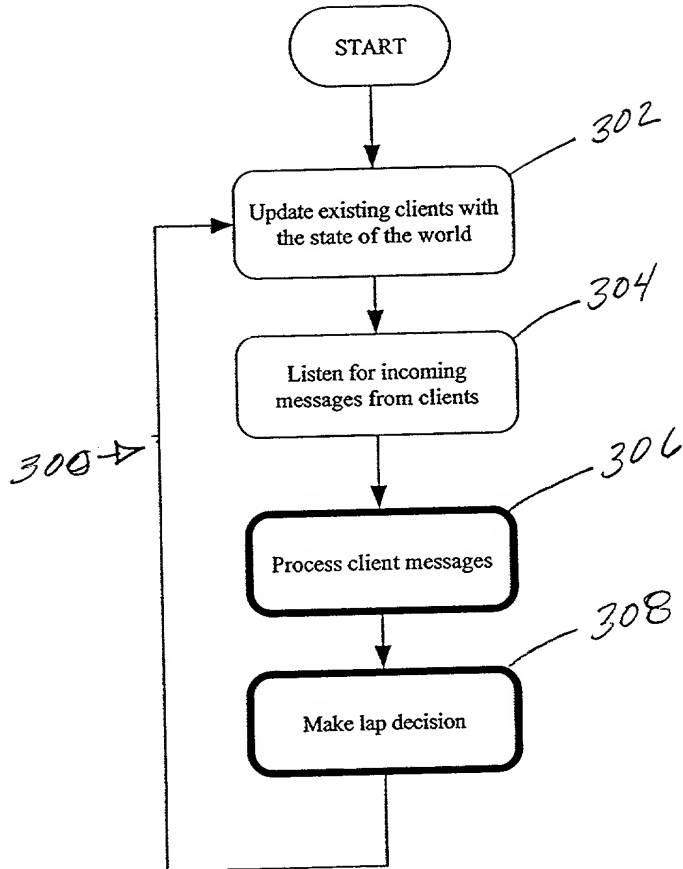 START
302
Update existing clients with
the state of the world
304
Listen for incoming
messages from clients
300
306
Process client messages
308
Make lap decision